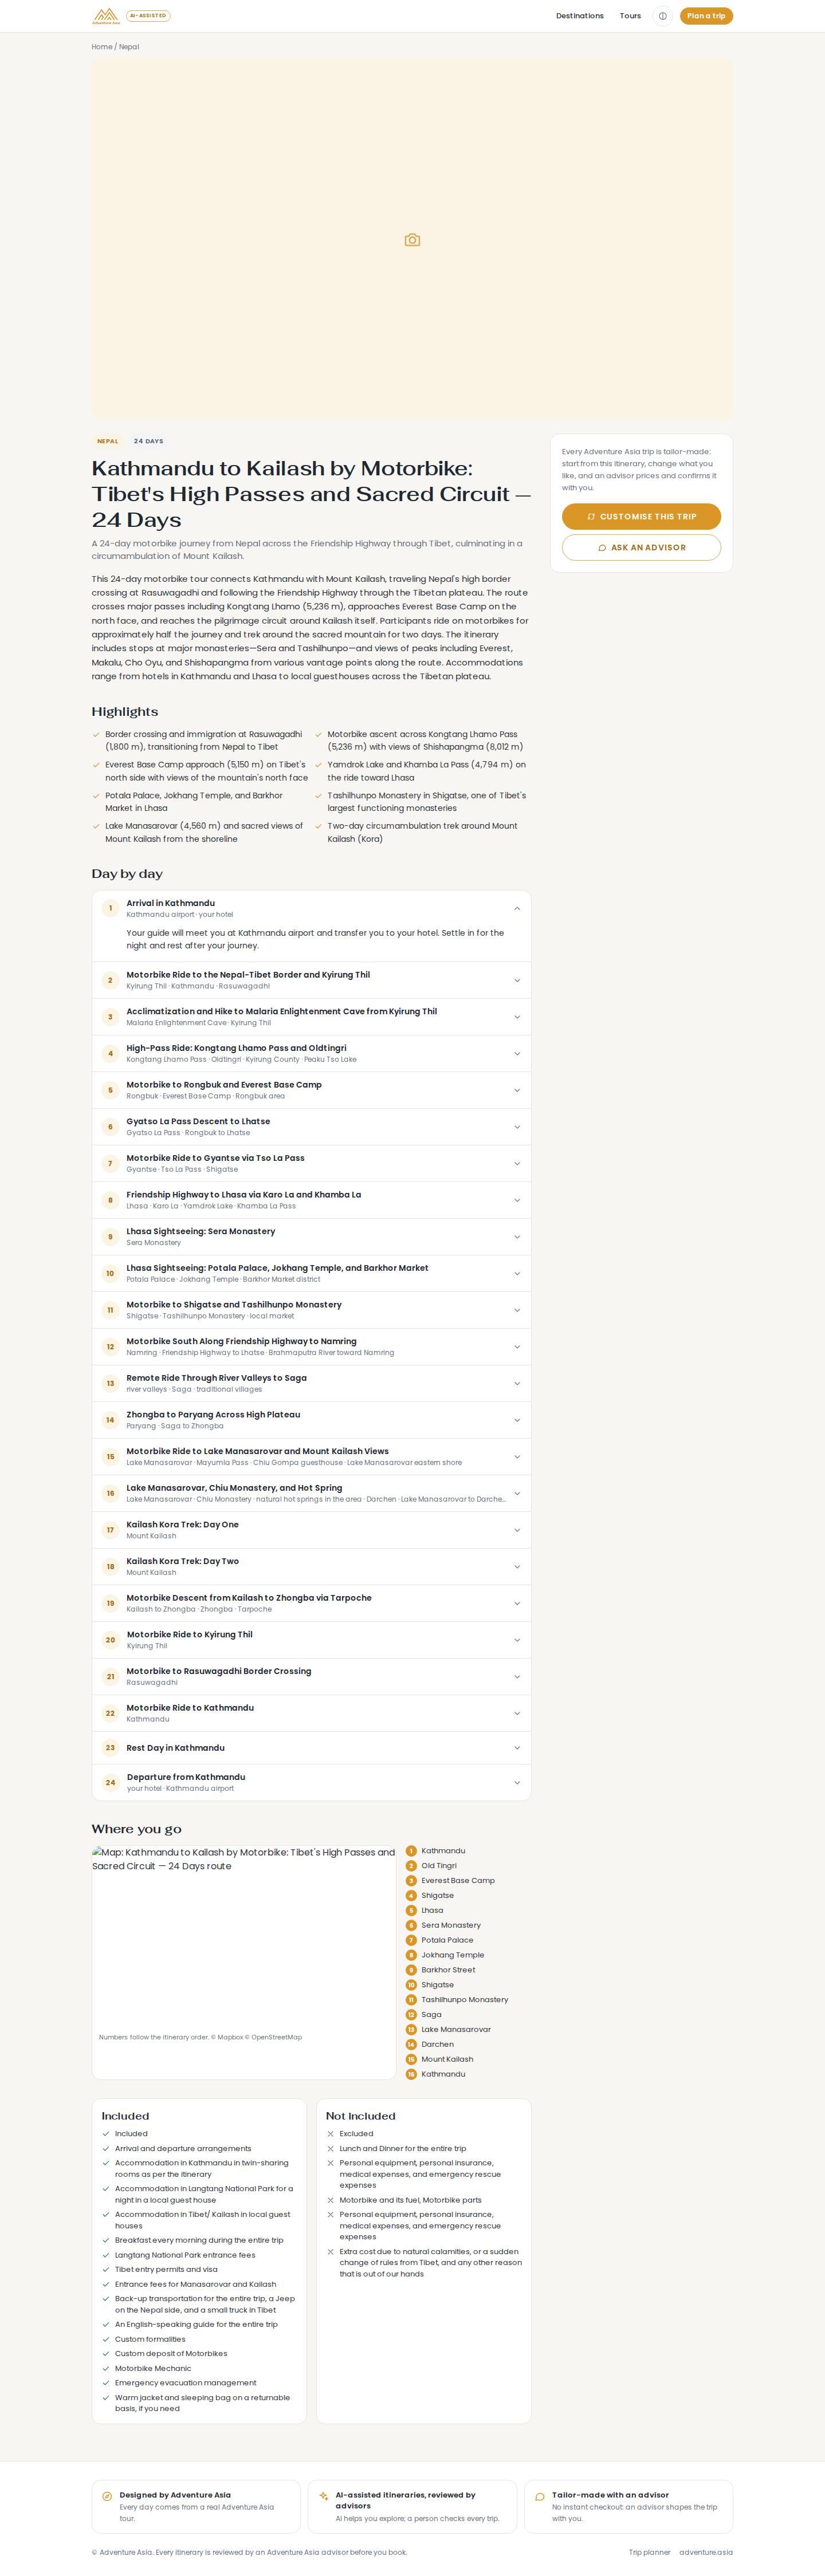 Adventure Asia
AI-ASSISTED
Destinations
Tours
Plan a trip
Home / Nepal
NEPAL
24 DAYS
Kathmandu to Kailash by Motorbike:
Tibet's High Passes and Sacred Circuit —
24 Days
A 24-day motorbike journey from Nepal across the Friendship Highway through Tibet, culminating in a
circumambulation of Mount Kailash.
This 24-day motorbike tour connects Kathmandu with Mount Kailash, traveling Nepal's high border
crossing at Rasuwagadhi and following the Friendship Highway through the Tibetan plateau. The route
crosses major passes including Kongtang Lhamo (5,236 m), approaches Everest Base Camp on the
north face, and reaches the pilgrimage circuit around Kailash itself. Participants ride on motorbikes for
approximately half the journey and trek around the sacred mountain for two days. The itinerary
includes stops at major monasteries—Sera and Tashilhunpo—and views of peaks including Everest,
Makalu, Cho Oyu, and Shishapangma from various vantage points along the route. Accommodations
range from hotels in Kathmandu and Lhasa to local guesthouses across the Tibetan plateau.
Every Adventure Asia trip is tailor-made:
start from this itinerary, change what you
like, and an advisor prices and confirms it
with you.
CUSTOMISE THIS TRIP
ASK AN ADVISOR
Highlights
Border crossing and immigration at Rasuwagadhi
(1,800 m), transitioning from Nepal to Tibet
Motorbike ascent across Kongtang Lhamo Pass
(5,236 m) with views of Shishapangma (8,012 m)
Everest Base Camp approach (5,150 m) on Tibet's
north side with views of the mountain's north face
Yamdrok Lake and Khamba La Pass (4,794 m) on
the ride toward Lhasa
Potala Palace, Jokhang Temple, and Barkhor
Market in Lhasa
Tashilhunpo Monastery in Shigatse, one of Tibet's
largest functioning monasteries
Lake Manasarovar (4,560 m) and sacred views of
Mount Kailash from the shoreline
Two-day circumambulation trek around Mount
Kailash (Kora)
Day by day
1
Arrival in Kathmandu
Kathmandu airport · your hotel
Your guide will meet you at Kathmandu airport and transfer you to your hotel. Settle in for the
night and rest after your journey.
2
Motorbike Ride to the Nepal-Tibet Border and Kyirung Thil
Kyirung Thil · Kathmandu · Rasuwagadhi
3
Acclimatization and Hike to Malaria Enlightenment Cave from Kyirung Thil
Malaria Enlightenment Cave · Kyirung Thil
4
High-Pass Ride: Kongtang Lhamo Pass and Oldtingri
Kongtang Lhamo Pass · Oldtingri · Kyirung County · Peaku Tso Lake
5
Motorbike to Rongbuk and Everest Base Camp
Rongbuk · Everest Base Camp · Rongbuk area
6
Gyatso La Pass Descent to Lhatse
Gyatso La Pass · Rongbuk to Lhatse
7
Motorbike Ride to Gyantse via Tso La Pass
Gyantse · Tso La Pass · Shigatse
8
Friendship Highway to Lhasa via Karo La and Khamba La
Lhasa · Karo La · Yamdrok Lake · Khamba La Pass
9
Lhasa Sightseeing: Sera Monastery
Sera Monastery
10
Lhasa Sightseeing: Potala Palace, Jokhang Temple, and Barkhor Market
Potala Palace · Jokhang Temple · Barkhor Market district
11
Motorbike to Shigatse and Tashilhunpo Monastery
Shigatse · Tashilhunpo Monastery · local market
12
Motorbike South Along Friendship Highway to Namring
Namring · Friendship Highway to Lhatse · Brahmaputra River toward Namring
13
Remote Ride Through River Valleys to Saga
river valleys · Saga · traditional villages
14
Zhongba to Paryang Across High Plateau
Paryang · Saga to Zhongba
15
Motorbike Ride to Lake Manasarovar and Mount Kailash Views
Lake Manasarovar · Mayumla Pass · Chiu Gompa guesthouse · Lake Manasarovar eastern shore
16
Lake Manasarovar, Chiu Monastery, and Hot Spring
Lake Manasarovar · Chiu Monastery · natural hot springs in the area · Darchen · Lake Manasarovar to Darche...
17
Kailash Kora Trek: Day One
Mount Kailash
18
Kailash Kora Trek: Day Two
Mount Kailash
19
Motorbike Descent from Kailash to Zhongba via Tarpoche
Kailash to Zhongba · Zhongba · Tarpoche
20
Motorbike Ride to Kyirung Thil
Kyirung Thil
21
Motorbike to Rasuwagadhi Border Crossing
Rasuwagadhi
22
Motorbike Ride to Kathmandu
Kathmandu
23
Rest Day in Kathmandu
24
Departure from Kathmandu
your hotel · Kathmandu airport
Where you go
Map: Kathmandu to Kailash by Motorbike: Tibet's High Passes and
Sacred Circuit — 24 Days route
Numbers follow the itinerary order. © Mapbox © OpenStreetMap
1 Kathmandu
2 Old Tingri
3 Everest Base Camp
4 Shigatse
5 Lhasa
6 Sera Monastery
7 Potala Palace
8 Jokhang Temple
9 Barkhor Street
10 Shigatse
11 Tashilhunpo Monastery
12 Saga
13 Lake Manasarovar
14 Darchen
15 Mount Kailash
16 Kathmandu
Included
Included
Arrival and departure arrangements
Accommodation in Kathmandu in twin-sharing
rooms as per the itinerary
Accommodation in Langtang National Park for a
night in a local guest house
Accommodation in Tibet/ Kailash in local guest
houses
Breakfast every morning during the entire trip
Langtang National Park entrance fees
Tibet entry permits and visa
Entrance fees for Manasarovar and Kailash
Back-up transportation for the entire trip, a Jeep
on the Nepal side, and a small truck in Tibet
An English-speaking guide for the entire trip
Custom formalities
Custom deposit of Motorbikes
Motorbike Mechanic
Emergency evacuation management
Warm jacket and sleeping bag on a returnable
basis, if you need
Not Included
Excluded
Lunch and Dinner for the entire trip
Personal equipment, personal insurance,
medical expenses, and emergency rescue
expenses
Motorbike and its fuel, Motorbike parts
Personal equipment, personal insurance,
medical expenses, and emergency rescue
expenses
Extra cost due to natural calamities, or a sudden
change of rules from Tibet, and any other reason
that is out of our hands
Designed by Adventure Asia
Every day comes from a real Adventure Asia
tour.
AI-assisted itineraries, reviewed by
advisors
AI helps you explore; a person checks every trip.
Tailor-made with an advisor
No instant checkout: an advisor shapes the trip
with you.
© Adventure Asia. Every itinerary is reviewed by an Adventure Asia advisor before you book.
Trip planner
adventure.asia